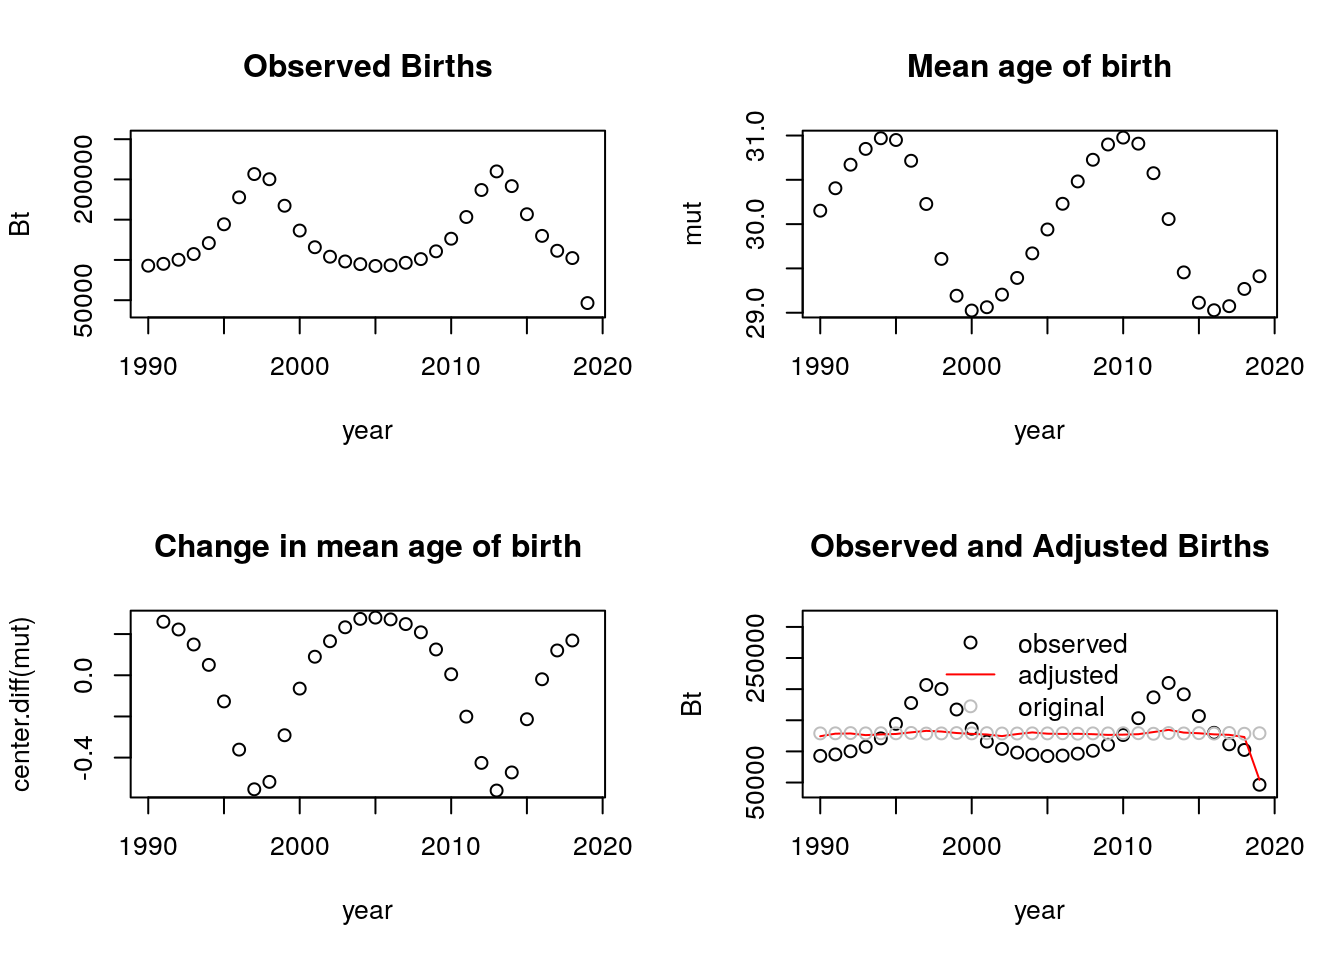 Observed Births
Bt
200000
50000
1990 2000 2010 2020
year
Mean age of birth
mut
31.0
30.0
29.0
1990 2000 2010 2020
year
Change in mean age of birth
center.diff(mut)
0.0
-0.4
1990 2000 2010 2020
year
Observed and Adjusted Births
Bt
250000
50000
observed
adjusted
original
1990 2000 2010 2020
year